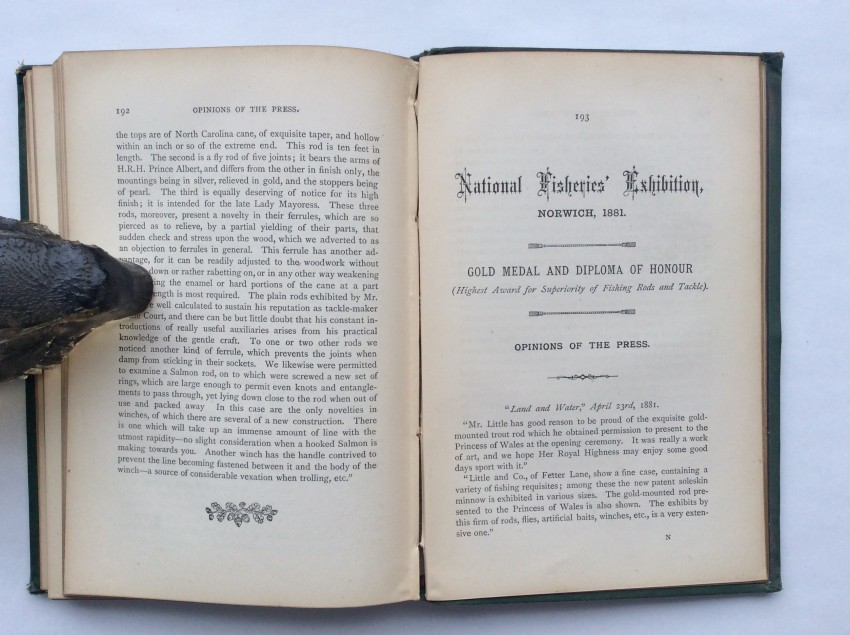 192 OPINIONS OF THE PRESS.
the tops are of North Carolina cane, of exquisite taper, and hollow
within an inch or so of the extreme end. This rod is ten feet in
length. The second is a fly rod of five joints; it bears the arms of
H.R.H. Prince Albert, and differs from the other in finish only, the
mountings being in silver, relieved in gold, and the stoppers being
of pearl. The third is equally deserving of notice for its high
finish; it is intended for the late Lady Mayoress. These three
rods, moreover, present a novelty in their ferrules, which are so
pierced as to relieve, by a partial yielding of their parts, that
sudden check and stress upon the wood, which we adverted to as
an objection to ferrules in general. This ferrule has another ad-
vantage, for it can be readily adjusted to the woodwork without
down or rather rabetting on, or in any other way weakening
the enamel or hard portions of the cane at a part
is most required. The plain rods exhibited by Mr.
well calculated to sustain his reputation as tackle-maker
Court, and there can be but little doubt that his constant in-
troductions of really useful auxiliaries arises from his practical
knowledge of the gentle craft. To one or two other rods we
noticed another kind of ferrule, which prevents the joints when
damp from sticking in their sockets. We likewise were permitted
to examine a Salmon rod, on to which were screwed a new set of
rings, which are large enough to permit even knots and entangle-
ments to pass through, yet lying down close to the rod when out of
use and packed away In this case are the only novelties in
winches, of which there are several of a new construction. There
is one which will take up an immense amount of line with the
utmost rapidity—no slight consideration when a hooked Salmon is
making towards you. Another winch has the handle contrived to
prevent the line becoming fastened between it and the body of the
winch—a source of considerable vexation when trolling, etc."
193
National Fisheries' Exhibition,
NORWICH, 1881.
GOLD MEDAL AND DIPLOMA OF HONOUR
(Highest Award for Superiority of Fishing Rods and Tackle).
OPINIONS OF THE PRESS.
"Land and Water," April 23rd, 1881.
"Mr. Little has good reason to be proud of the exquisite gold-
mounted trout rod which he obtained permission to present to the
Princess of Wales at the opening ceremony. It was really a work
of art, and we hope Her Royal Highness may enjoy some good
days sport with it."
"Little and Co., of Fetter Lane, show a fine case, containing a
variety of fishing requisites; among these the new patent soleskin
minnow is exhibited in various sizes. The gold-mounted rod pre-
sented to the Princess of Wales is also shown. The exhibits by
this firm of rods, flies, artificial baits, winches, etc., is a very exten-
sive one."
N